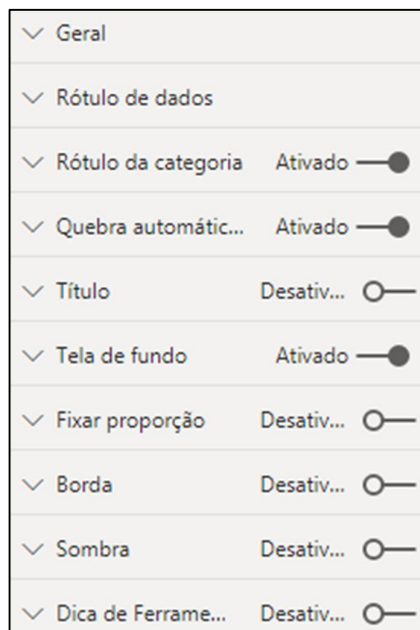 Geral
Rótulo de dados
Rótulo da categoria Ativado
Quebra automátic... Ativado
Título Desativ...
Tela de fundo Ativado
Fixar proporção Desativ...
Borda Desativ...
Sombra Desativ...
Dica de Ferrame... Desativ...